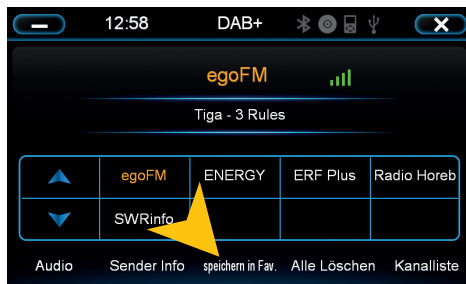 12:58 DAB+
egoFM
Tiga - 3 Rules
egoFM ENERGY ERF Plus Radio Horeb
SWRinfo
Audio Sender Info speichern in Fav. Alle Löschen Kanalliste